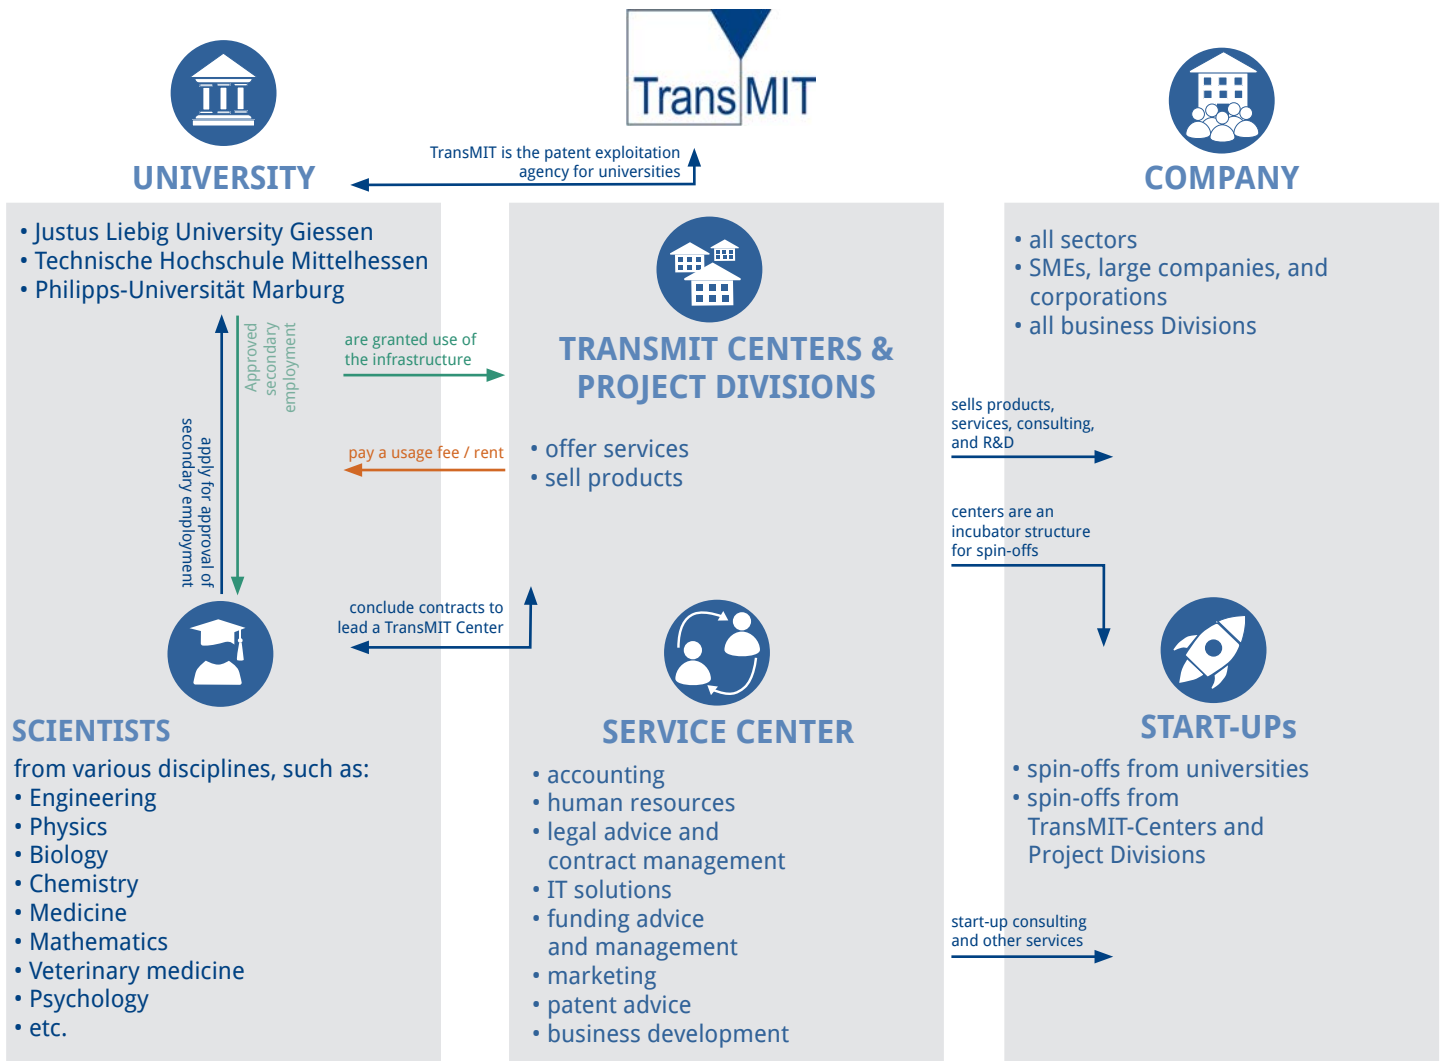 Trans MIT
TransMIT is the patent exploitation
agency for universities
UNIVERSITY
• Justus Liebig University Giessen
• Technische Hochschule Mittelhessen
• Philipps-Universität Marburg
Approved
secondary
employment
apply for approval of
secondary employment
are granted use of
the infrastructure
pay a usage fee / rent
conclude contracts to
lead a TransMIT Center
SCIENTISTS
from various disciplines, such as:
• Engineering
• Physics
• Biology
• Chemistry
• Medicine
• Mathematics
• Veterinary medicine
• Psychology
• etc.
TRANSMIT CENTERS &
PROJECT DIVISIONS
• offer services
• sell products
SERVICE CENTER
• accounting
• human resources
• legal advice and
contract management
• IT solutions
• funding advice
and management
• marketing
• patent advice
• business development
COMPANY
• all sectors
• SMEs, large companies, and
corporations
• all business Divisions
sells products,
services, consulting,
and R&D
centers are an
incubator structure
for spin-offs
START-UPs
• spin-offs from universities
• spin-offs from
TransMIT-Centers and
Project Divisions
start-up consulting
and other services